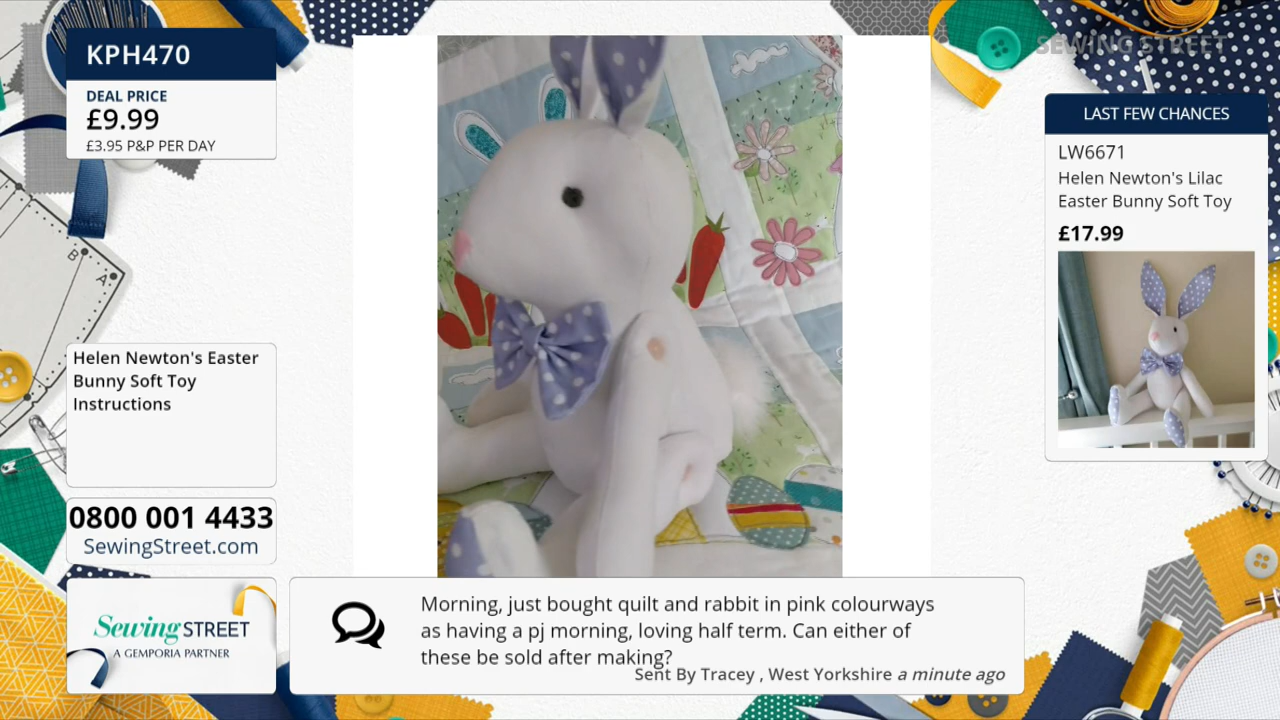 KPH470
DEAL PRICE
£9.99
£3.95 P&P PER DAY
SEWING STREET
LAST FEW CHANCES
LW6671
Helen Newton's Lilac
Easter Bunny Soft Toy
£17.99
B
A
Helen Newton's Easter
Bunny Soft Toy
Instructions
0800 001 4433
SewingStreet.com
Sewing STREET
A GEMPORIA PARTNER
Morning, just bought quilt and rabbit in pink colourways
as having a pj morning, loving half term. Can either of
these be sold after making?
Sent By Tracey , West Yorkshire a minute ago